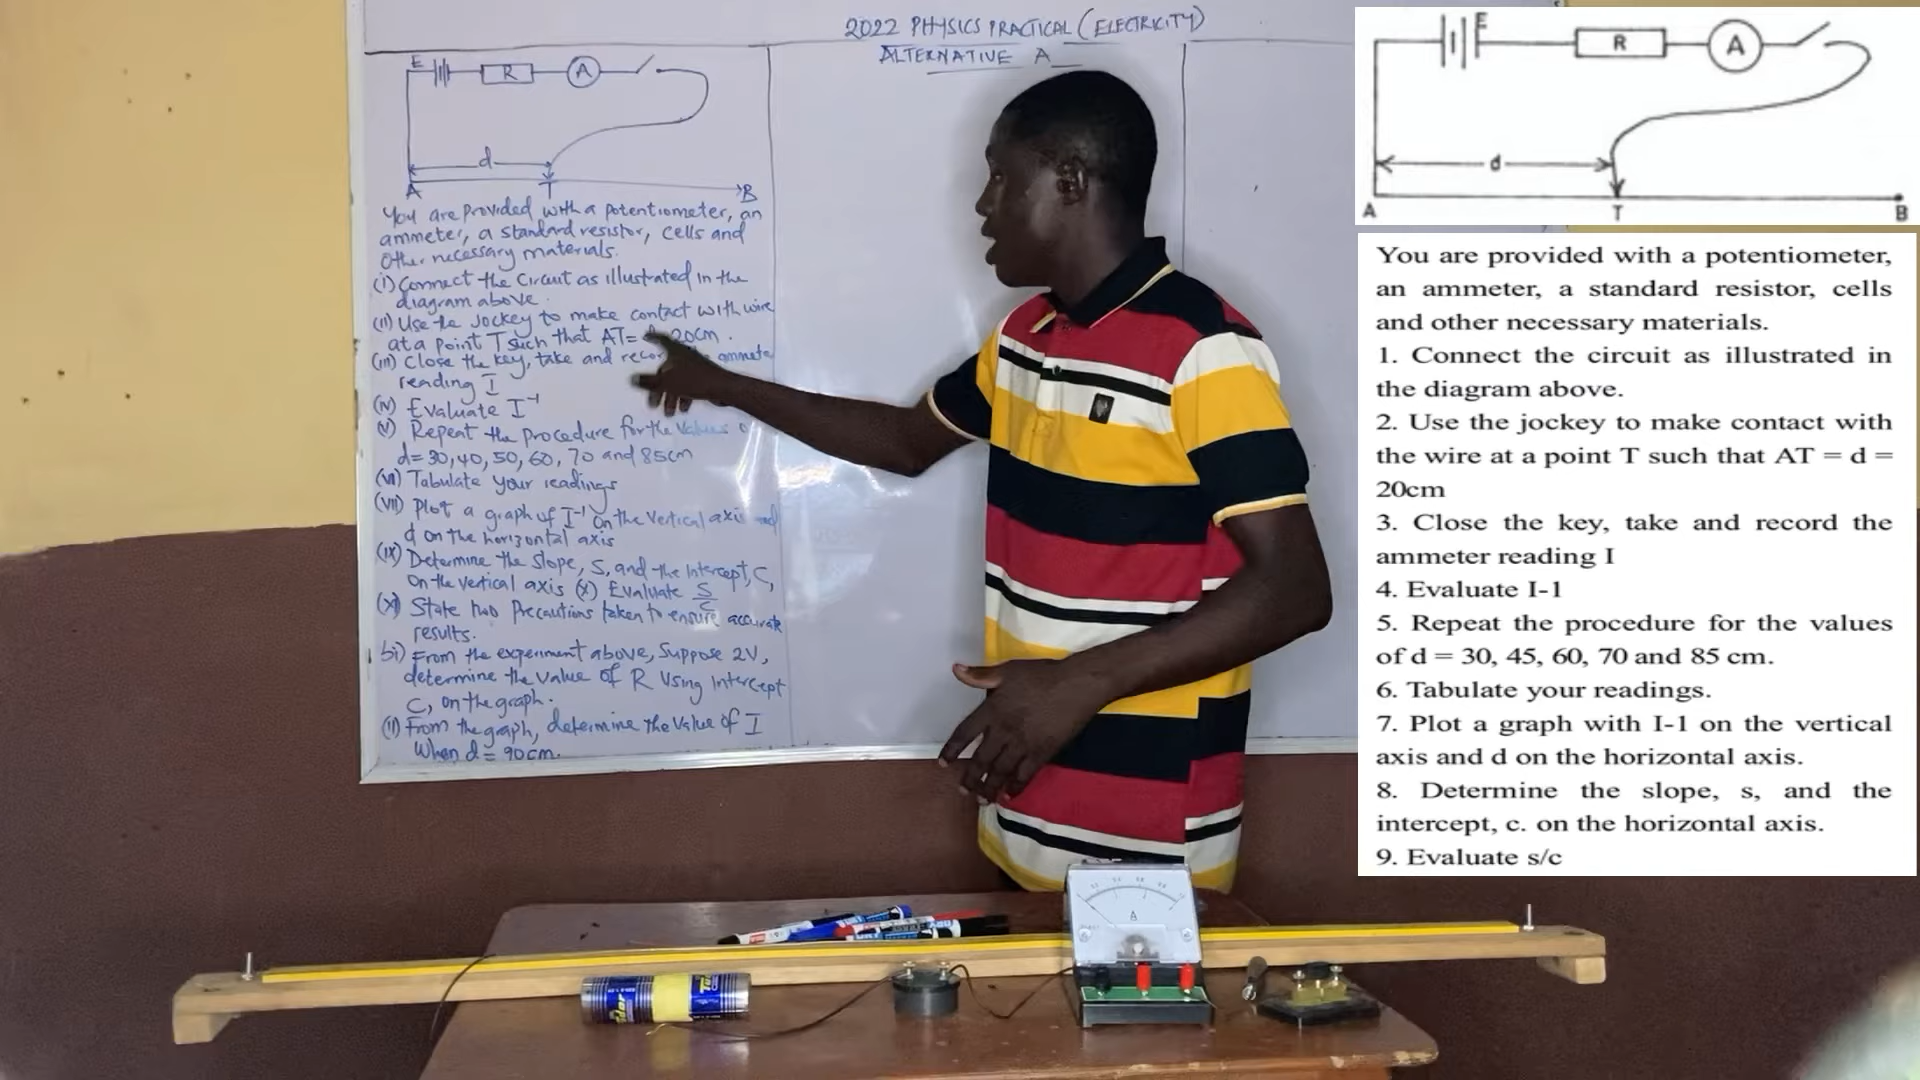 2022 PHYSICS PRACTICAL (ELECTRICITY)
ALTERNATIVE A
E
R
A
d
A
T
B
You are provided with a potentiometer, an
ammeter, a standard resistor, cells and
other necessary materials.
(i) Connect the circuit as illustrated in the
diagram above.
(ii) Use the Jockey to make contact with wire
at a point T such that AT= 20cm.
(iii) Close the key, take and ammete
reading I
(iv) Evaluate I⁻¹
(v) Repeat the procedure for the values o
d=30,40,50,60,70 and 85cm
(vi) Tabulate your readings
(vii) Plot a graph of I⁻¹ on the vertical axis and
d on the horizontal axis
(ix) Determine the slope, S, and the intercept, C,
on the vertical axis (x) Evaluate S/C
(xi) State two precautions taken to ensure accurate
results.
bi) From the experiment above, suppose 2V,
determine the value of R using intercept
C, on the graph.
(ii) From the graph, determine the value of I
when d = 90cm.
E
R
A
d
A
T
B
You are provided with a potentiometer,
an ammeter, a standard resistor, cells
and other necessary materials.
1. Connect the circuit as illustrated in
the diagram above.
2. Use the jockey to make contact with
the wire at a point T such that AT = d =
20cm
3. Close the key, take and record the
ammeter reading I
4. Evaluate I-1
5. Repeat the procedure for the values
of d = 30, 45, 60, 70 and 85 cm.
6. Tabulate your readings.
7. Plot a graph with I-1 on the vertical
axis and d on the horizontal axis.
8. Determine the slope, s, and the
intercept, c. on the horizontal axis.
9. Evaluate s/c
A